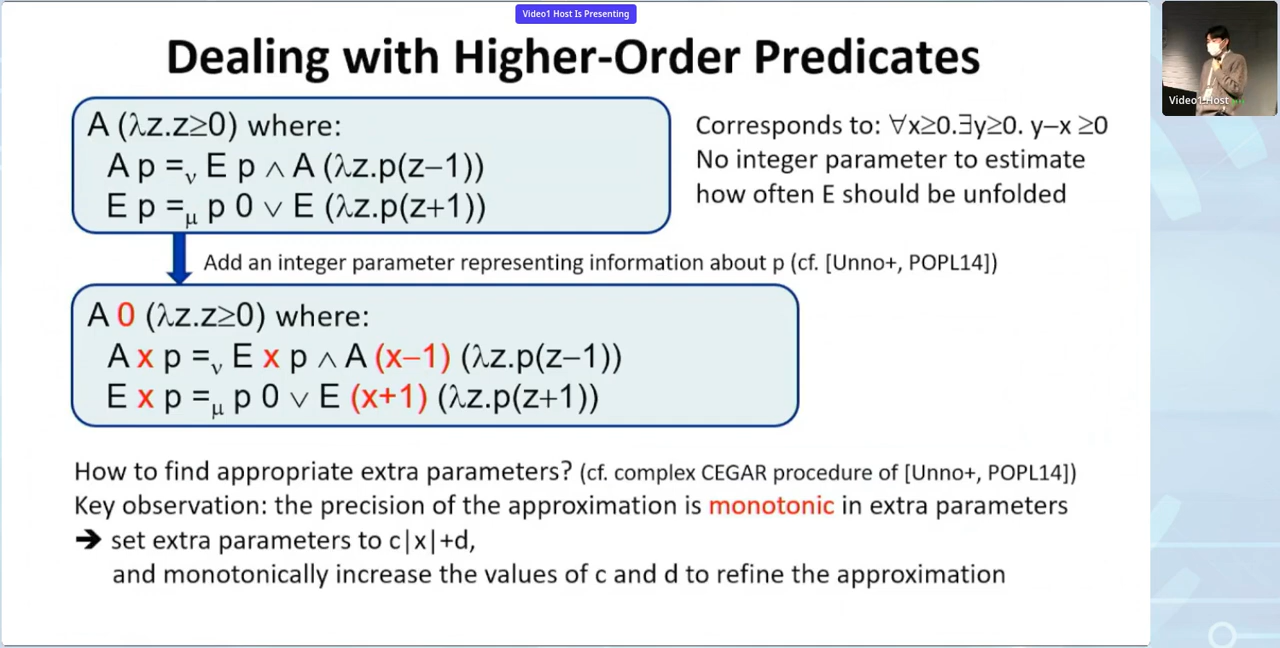 Video1 Host Is Presenting
Dealing with Higher-Order Predicates
A (λz.z≥0) where:
A p =ᵥ E p ∧ A (λz.p(z−1))
E p =μ p 0 ∨ E (λz.p(z+1))
Corresponds to: ∀x≥0.∃y≥0. y−x ≥0
No integer parameter to estimate
how often E should be unfolded
Add an integer parameter representing information about p (cf. [Unno+, POPL14])
A 0 (λz.z≥0) where:
A x p =ᵥ E x p ∧ A (x−1) (λz.p(z−1))
E x p =μ p 0 ∨ E (x+1) (λz.p(z+1))
How to find appropriate extra parameters? (cf. complex CEGAR procedure of [Unno+, POPL14])
Key observation: the precision of the approximation is monotonic in extra parameters
➔ set extra parameters to c|x|+d,
and monotonically increase the values of c and d to refine the approximation
Video1 Host